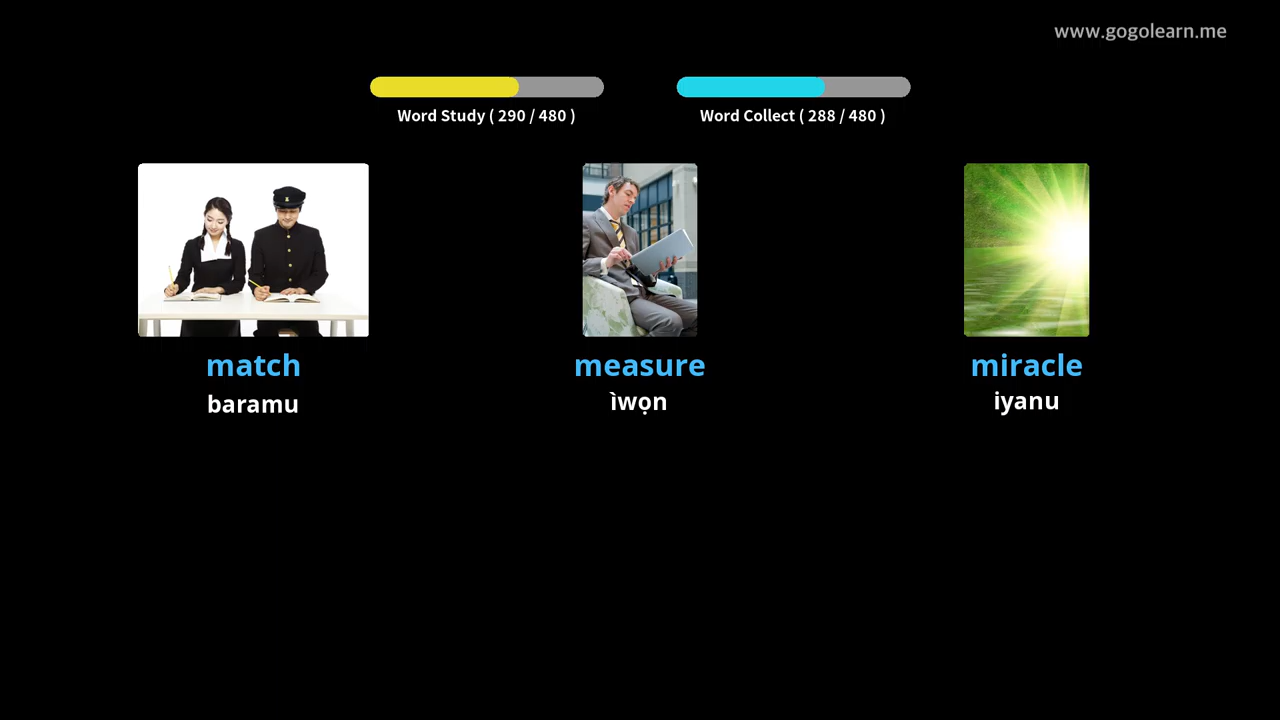 www.gogolearn.me
Word Study ( 290 / 480 )
Word Collect ( 288 / 480 )
match
measure
miracle
baramu
ìwọn
iyanu